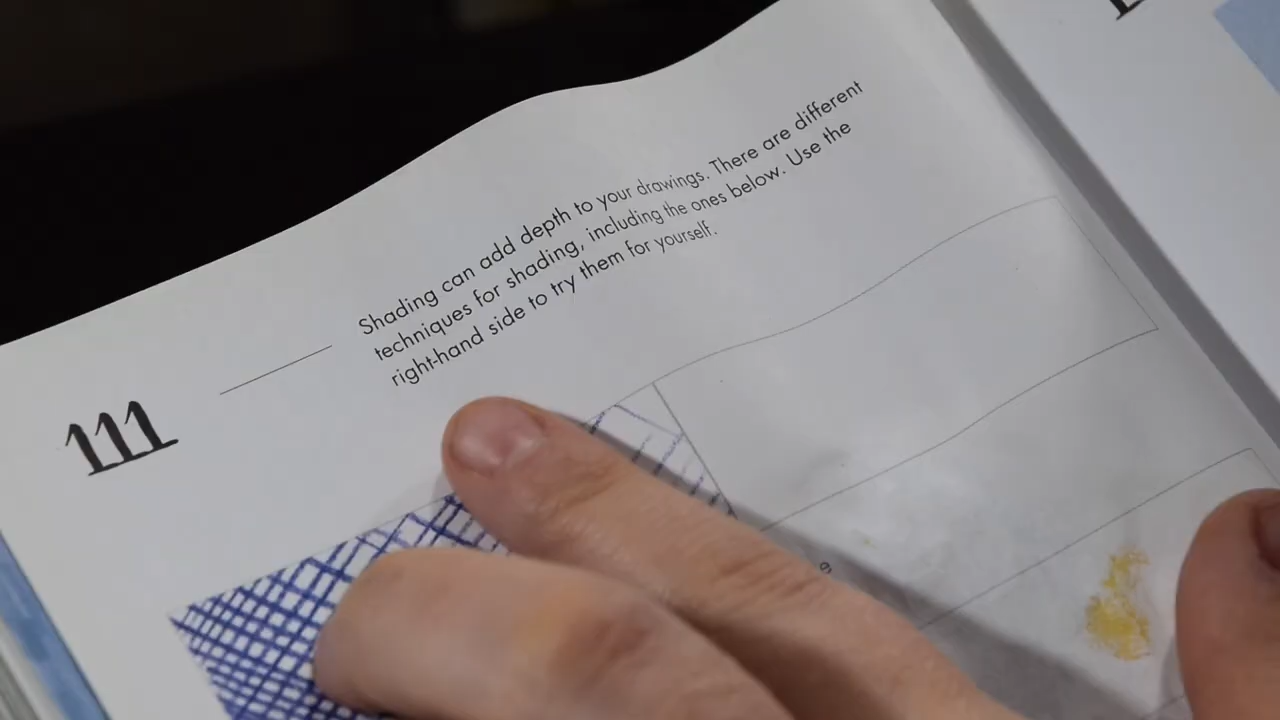 111
Shading can add depth to your drawings. There are different
techniques for shading, including the ones below. Use the
right-hand side to try them for yourself.